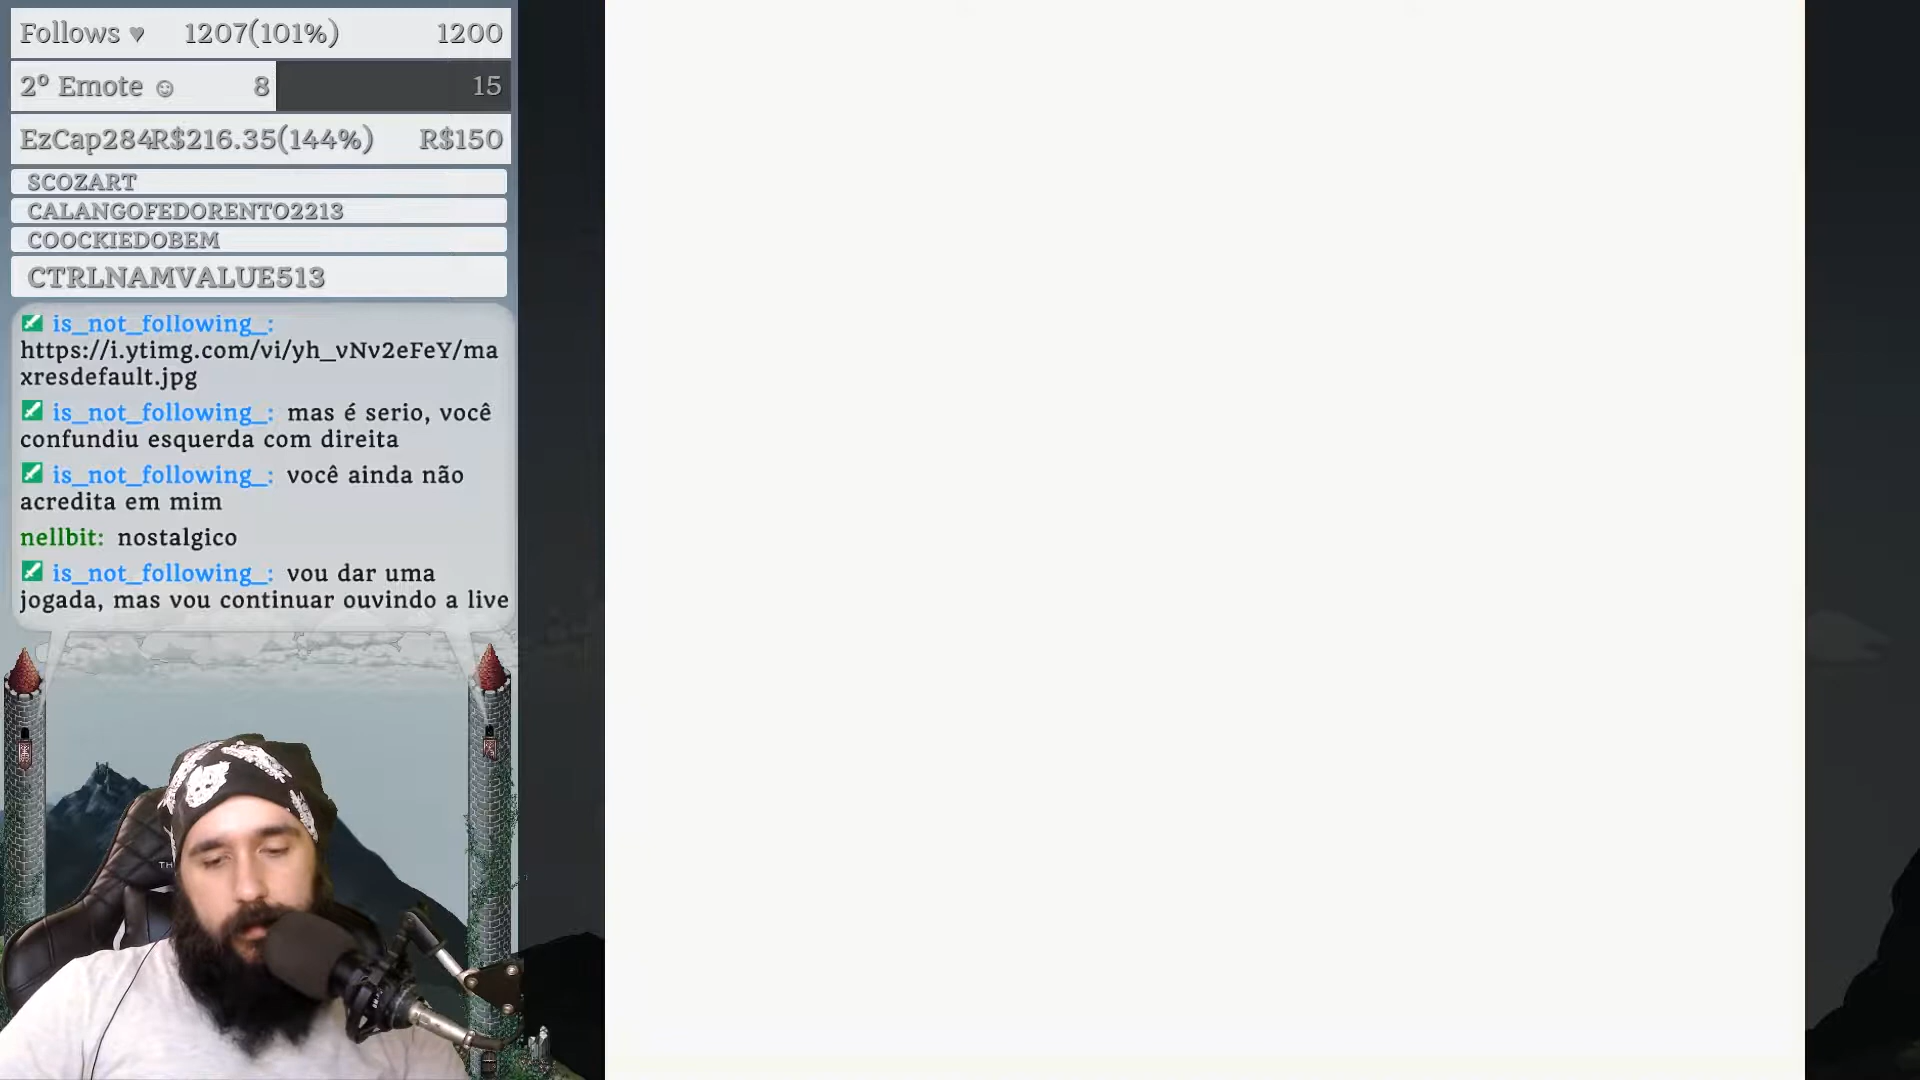 Follows ♥ 1207(101%) 1200
2º Emote ☺ 8 15
EzCap284R$216.35(144%) R$150
SCOZART
CALANGOFEDORENTO2213
COOCKIEDOBEM
CTRLNAMVALUE513
is_not_following_:
https://i.ytimg.com/vi/yh_vNv2eFeY/ma
xresdefault.jpg
is_not_following_: mas é serio, você
confundiu esquerda com direita
is_not_following_: você ainda não
acredita em mim
nellbit: nostalgico
is_not_following_: vou dar uma
jogada, mas vou continuar ouvindo a live
TH